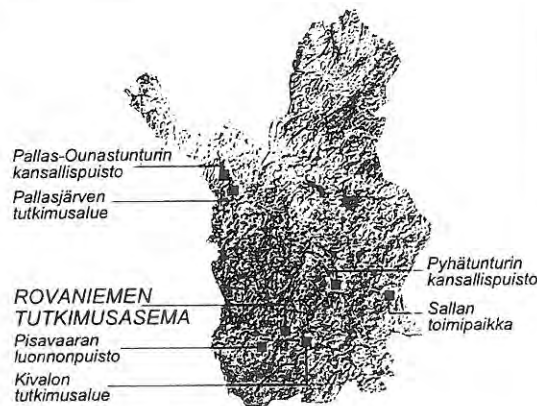 Pallas-Ounastunturin
kansallispuisto
Pallasjärven
tutkimusalue
ROVANIEMEN
TUTKIMUSASEMA
Pisavaaran
luonnonpuisto
Kivalon
tutkimusalue
Pyhätunturin
kansallispuisto
Sallan
toimipaikka